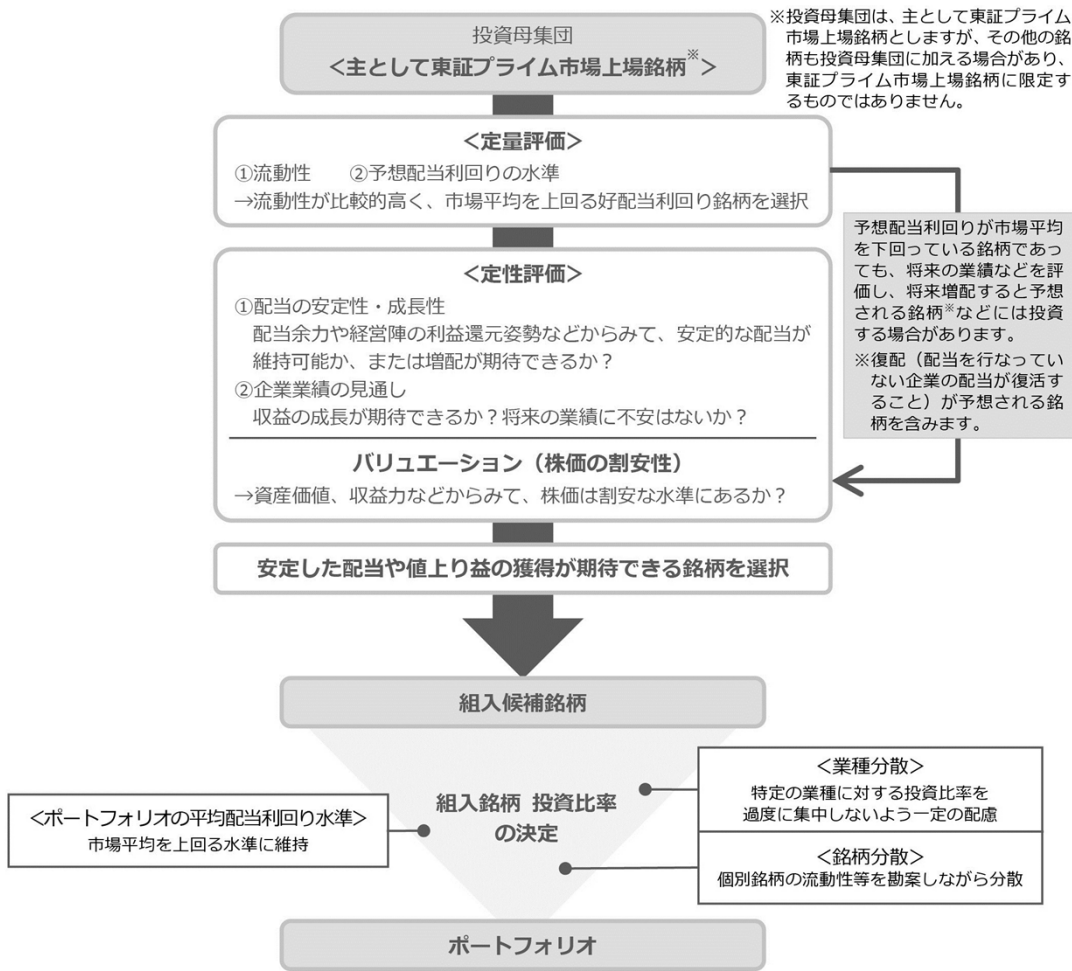 投資母集団
<主として東証プライム市場上場銘柄※>
※投資母集団は、主として東証プライム
市場上場銘柄としますが、その他の銘
柄も投資母集団に加える場合があり、
東証プライム市場上場銘柄に限定す
るものではありません。
<定量評価>
①流動性 ②予想配当利回りの水準
→流動性が比較的高く、市場平均を上回る好配当利回り銘柄を選択
予想配当利回りが市場平均
を下回っている銘柄であって
も、将来の業績などを評
価し、将来増配すると予想
される銘柄※などには投資
する場合があります。
※復配（配当を行なってい
ない企業の配当が復活す
ること）が予想される銘
柄を含みます。
<定性評価>
①配当の安定性・成長性
配当余力や経営陣の利益還元姿勢などからみて、安定的な配当が
維持可能か、または増配が期待できるか？
②企業業績の見通し
収益の成長が期待できるか？将来の業績に不安はないか？
バリュエーション（株価の割安性）
→資産価値、収益力などからみて、株価は割安な水準にあるか？
安定した配当や値上り益の獲得が期待できる銘柄を選択
組入候補銘柄
組入銘柄 投資比率
の決定
<ポートフォリオの平均配当利回り水準>
市場平均を上回る水準に維持
<業種分散>
特定の業種に対する投資比率を
過度に集中しないよう一定の配慮
<銘柄分散>
個別銘柄の流動性等を勘案しながら分散
ポートフォリオ